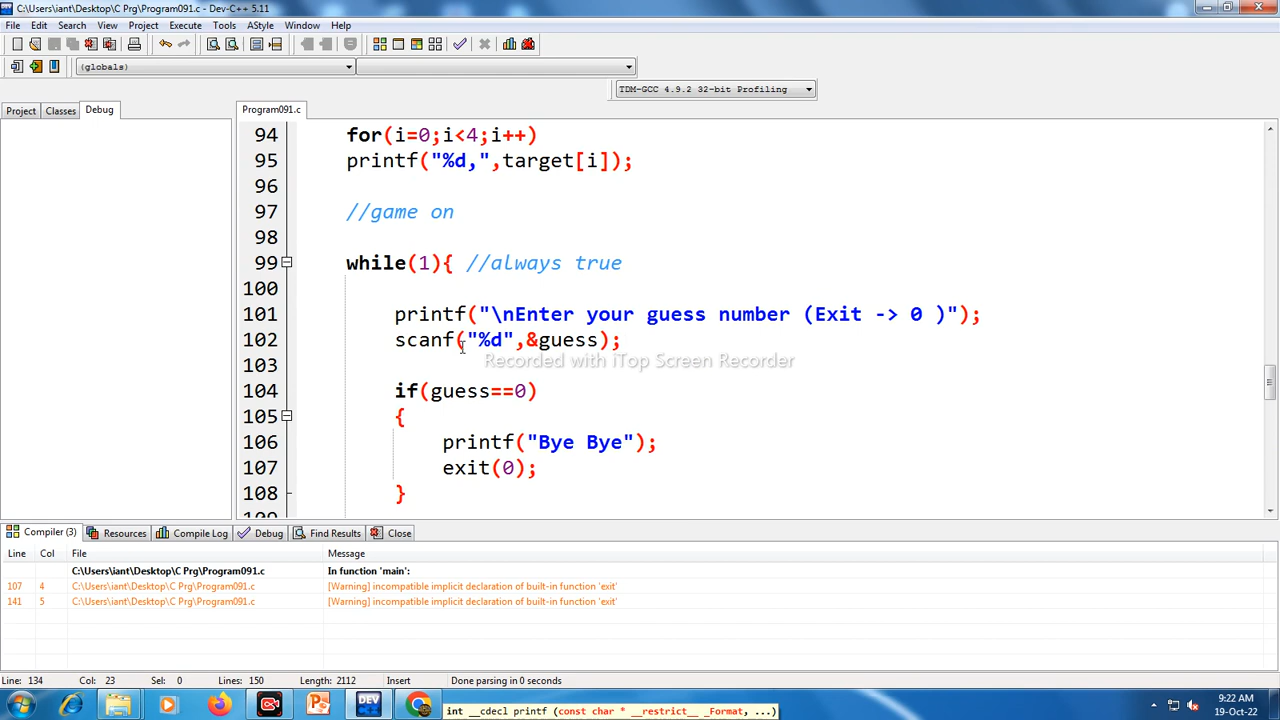 C:\Users\iant\Desktop\C Prg\Program091.c - Dev-C++ 5.11
File Edit Search View Project Execute Tools AStyle Window Help
(globals)
TDM-GCC 4.9.2 32-bit Profiling
Project Classes Debug
Program091.c
94 for(i=0;i<4;i++)
95 printf("%d,",target[i]);
96
97 //game on
98
99 while(1){ //always true
100
101 printf("\nEnter your guess number (Exit -> 0 )");
102 scanf("%d",&guess);
Recorded with iTop Screen Recorder
103
104 if(guess==0)
105 {
106 printf("Bye Bye");
107 exit(0);
108 }
Compiler (3) Resources Compile Log Debug Find Results Close
Line Col File Message
C:\Users\iant\Desktop\C Prg\Program091.c In function 'main':
107 4 C:\Users\iant\Desktop\C Prg\Program091.c [Warning] incompatible implicit declaration of built-in function 'exit'
141 5 C:\Users\iant\Desktop\C Prg\Program091.c [Warning] incompatible implicit declaration of built-in function 'exit'
Line: 134 Col: 23 Sel: 0 Lines: 150 Length: 2112 Insert Done parsing in 0 seconds
DEV
int __cdecl printf (const char * __restrict__ _Format, ...)
9:22 AM
19-Oct-22